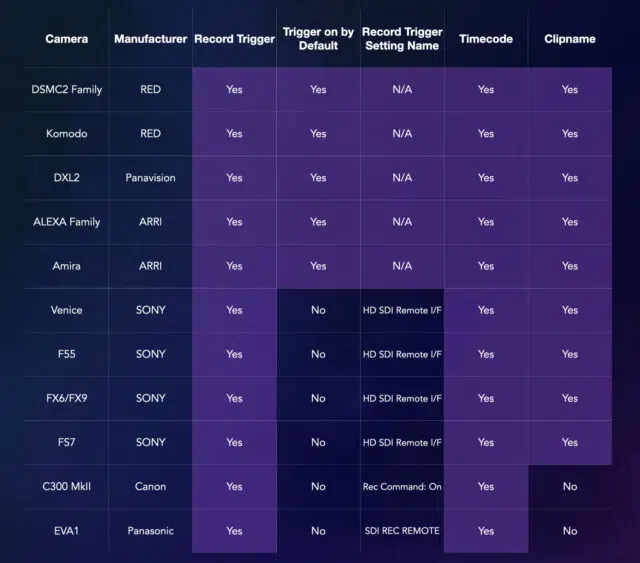 Camera Manufacturer Record Trigger Trigger on by Default Record Trigger Setting Name Timecode Clipname
DSMC2 Family RED Yes Yes N/A Yes Yes
Komodo RED Yes Yes N/A Yes Yes
DXL2 Panavision Yes Yes N/A Yes Yes
ALEXA Family ARRI Yes Yes N/A Yes Yes
Amira ARRI Yes Yes N/A Yes Yes
Venice SONY Yes No HD SDI Remote I/F Yes Yes
F55 SONY Yes No HD SDI Remote I/F Yes Yes
FX6/FX9 SONY Yes No HD SDI Remote I/F Yes Yes
FS7 SONY Yes No HD SDI Remote I/F Yes Yes
C300 MkII Canon Yes No Rec Command: On Yes No
EVA1 Panasonic Yes No SDI REC REMOTE Yes No